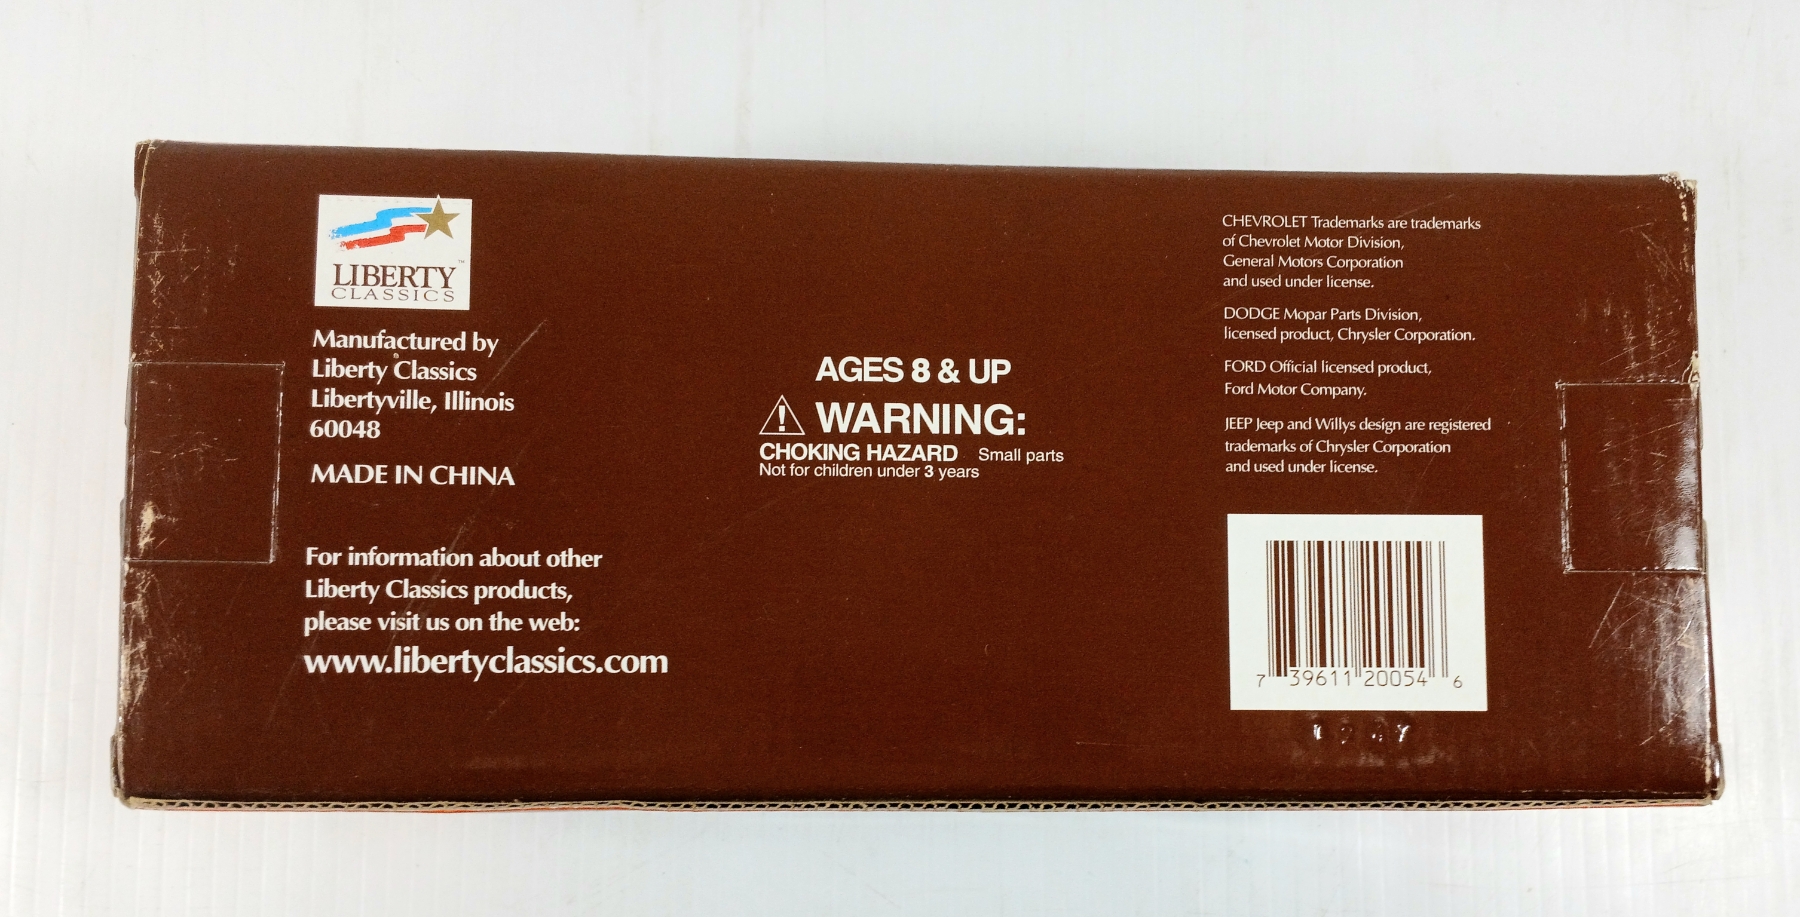 LIBERTY™
CLASSICS
Manufactured by
Liberty Classics
Libertyville, Illinois
60048
MADE IN CHINA
For information about other
Liberty Classics products,
please visit us on the web:
www.libertyclassics.com
AGES 8 & UP
WARNING:
CHOKING HAZARD Small parts
Not for children under 3 years
CHEVROLET Trademarks are trademarks
of Chevrolet Motor Division,
General Motors Corporation
and used under license.
DODGE Mopar Parts Division,
licensed product, Chrysler Corporation.
FORD Official licensed product,
Ford Motor Company.
JEEP Jeep and Willys design are registered
trademarks of Chrysler Corporation
and used under license.
7 39611 20054 6